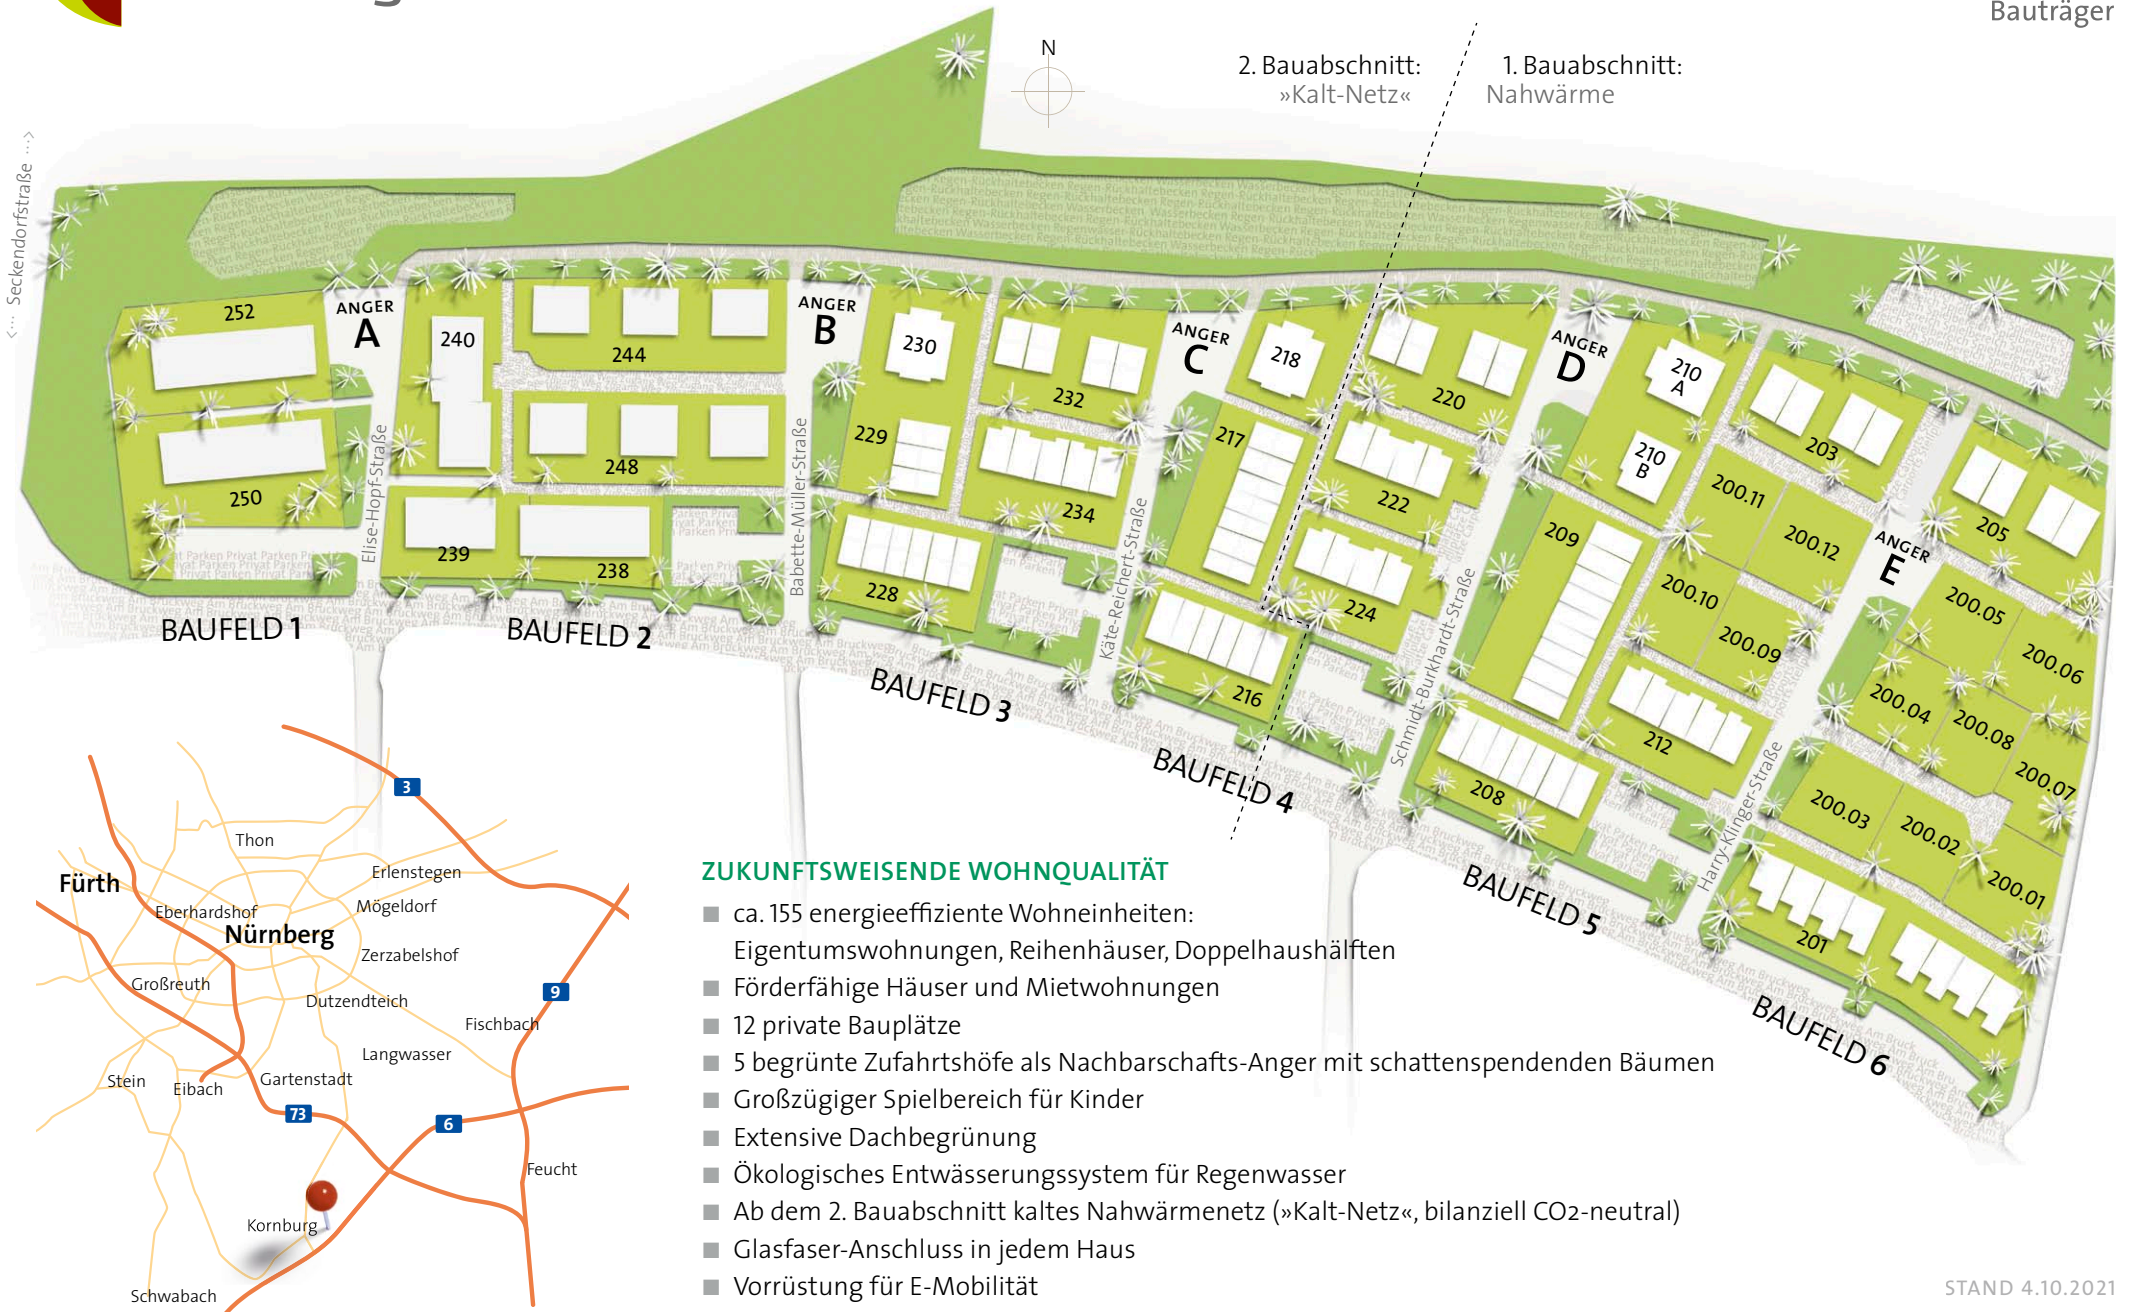 Bauträger
N
2. Bauabschnitt:
»Kalt-Netz«
1. Bauabschnitt:
Nahwärme
<··· Seckendorfstraße ···>
252
ANGER
A
240
244
ANGER
B
230
232
ANGER
C
218
220
ANGER
D
210
A
210
B
203
205
250
248
229
234
217
222
209
200.11
200.12
ANGER
E
239
238
228
216
224
200.10
200.09
200.05
200.06
200.04
200.08
200.07
212
208
200.03
200.02
200.01
201
Elise-Hopf-Straße
Babette-Müller-Straße
Käte-Reichert-Straße
Schmidt-Burkhardt-Straße
Harry-Klinger-Straße
BAUFELD 1
BAUFELD 2
BAUFELD 3
BAUFELD 4
BAUFELD 5
BAUFELD 6
3
Thon
Erlenstegen
Fürth
Eberhardshof
Mögeldorf
Nürnberg
Zerzabelshof
Großreuth
Dutzendteich
9
Fischbach
Langwasser
Stein
Eibach
Gartenstadt
73
6
Feucht
Kornburg
Schwabach
ZUKUNFTSWEISENDE WOHNQUALITÄT
ca. 155 energieeffiziente Wohneinheiten:
Eigentumswohnungen, Reihenhäuser, Doppelhaushälften
Förderfähige Häuser und Mietwohnungen
12 private Bauplätze
5 begrünte Zufahrtshöfe als Nachbarschafts-Anger mit schattenspendenden Bäumen
Großzügiger Spielbereich für Kinder
Extensive Dachbegrünung
Ökologisches Entwässerungssystem für Regenwasser
Ab dem 2. Bauabschnitt kaltes Nahwärmenetz (»Kalt-Netz«, bilanziell CO2-neutral)
Glasfaser-Anschluss in jedem Haus
Vorrüstung für E-Mobilität
STAND 4.10.2021